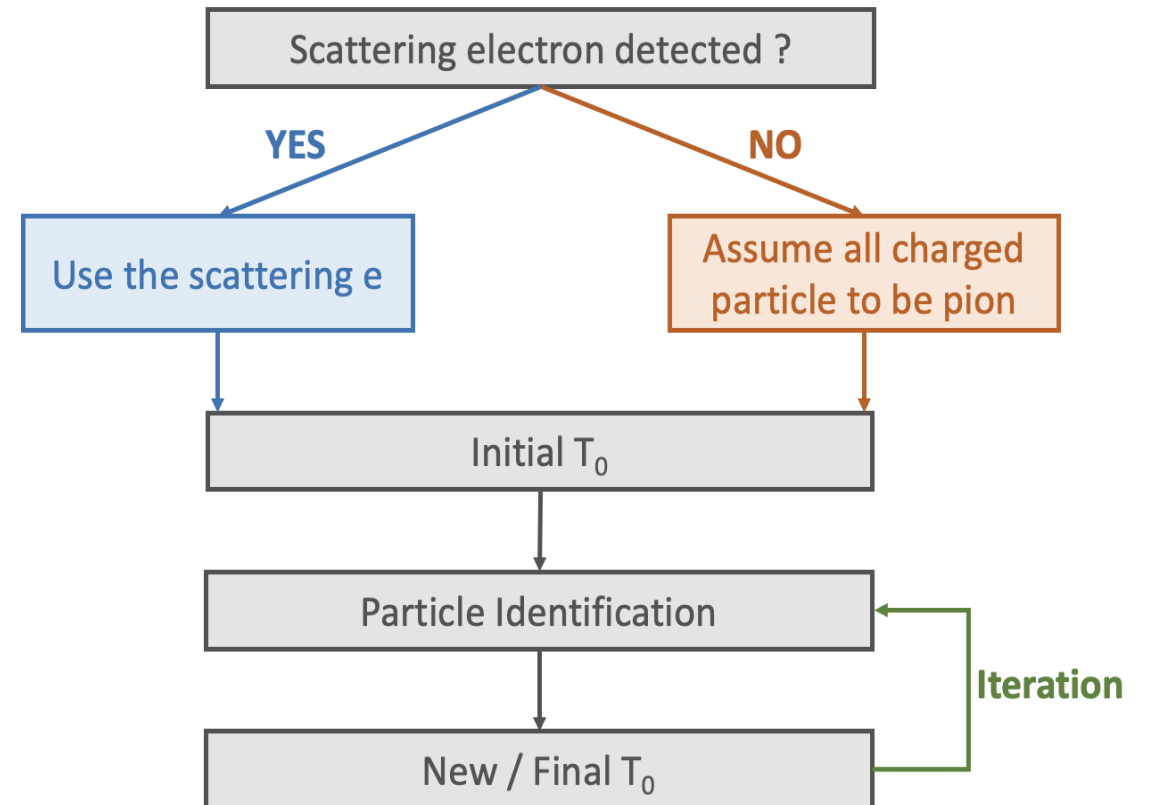 Scattering electron detected ?
YES
NO
Use the scattering e
Assume all charged
particle to be pion
Initial T₀
Particle Identification
Iteration
New / Final T₀